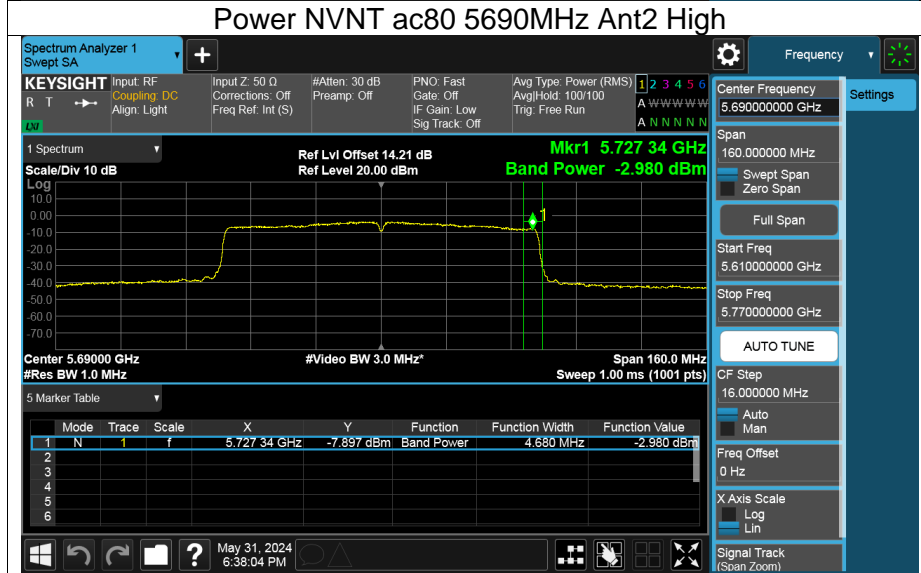 Power NVNT ac80 5690MHz Ant2 High
Spectrum Analyzer 1
Swept SA
+
Frequency
KEYSIGHT
R T
LXI
Input: RF
Coupling: DC
Align: Light
Input Z: 50 Ω
Corrections: Off
Freq Ref: Int (S)
#Atten: 30 dB
Preamp: Off
PNO: Fast
Gate: Off
IF Gain: Low
Sig Track: Off
Avg Type: Power (RMS)
Avg|Hold: 100/100
Trig: Free Run
1 2 3 4 5 6
A W W W W W
A N N N N N
Center Frequency
5.690000000 GHz
Settings
Span
160.000000 MHz
Swept Span
Zero Span
Full Span
Start Freq
5.610000000 GHz
Stop Freq
5.770000000 GHz
AUTO TUNE
CF Step
16.000000 MHz
Auto
Man
Freq Offset
0 Hz
X Axis Scale
Log
Lin
Signal Track
(Span Zoom)
1 Spectrum
Scale/Div 10 dB
Ref Lvl Offset 14.21 dB
Ref Level 20.00 dBm
Mkr1 5.727 34 GHz
Band Power -2.980 dBm
Log
10.0
0.00
-10.0
-20.0
-30.0
-40.0
-50.0
-60.0
-70.0
1
Center 5.69000 GHz
#Res BW 1.0 MHz
#Video BW 3.0 MHz*
Span 160.0 MHz
Sweep 1.00 ms (1001 pts)
5 Marker Table
Mode Trace Scale X Y Function Function Width Function Value
1 N 1 f 5.727 34 GHz -7.897 dBm Band Power 4.680 MHz -2.980 dBm
2
3
4
5
6
?
May 31, 2024
6:38:04 PM